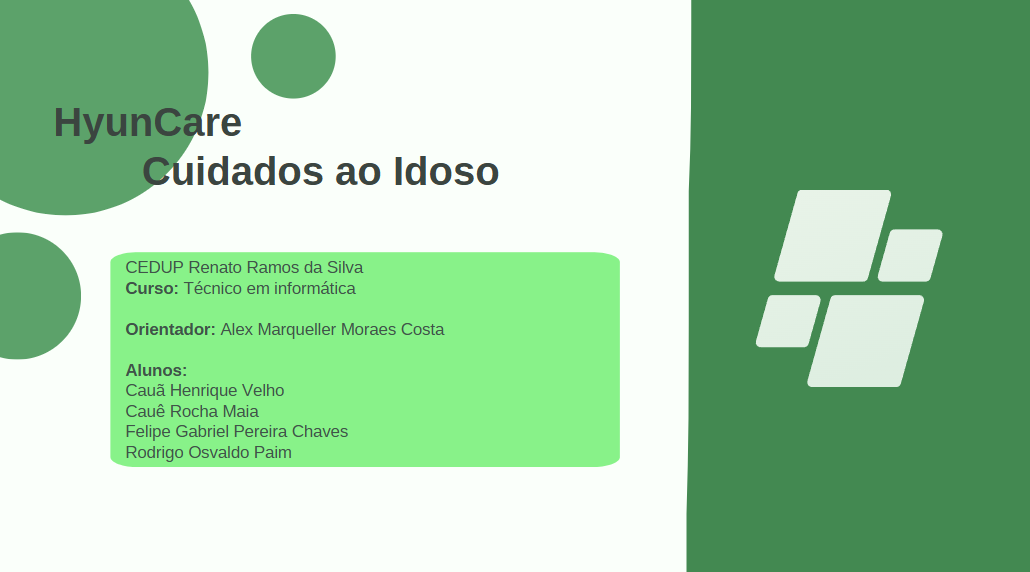 HyunCare
Cuidados ao Idoso
CEDUP Renato Ramos da Silva
Curso: Técnico em informática
Orientador: Alex Marqueller Moraes Costa
Alunos:
Cauã Henrique Velho
Cauê Rocha Maia
Felipe Gabriel Pereira Chaves
Rodrigo Osvaldo Paim